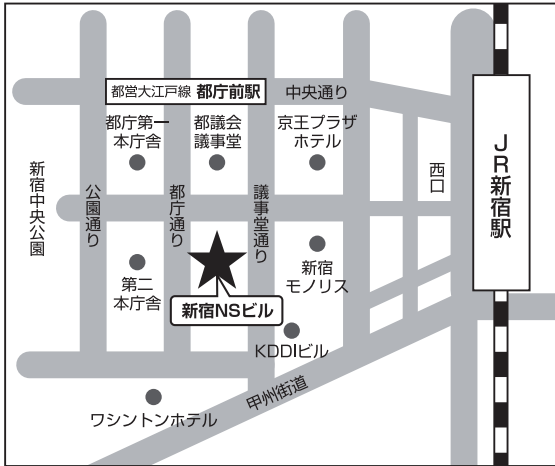 都営大江戸線 都庁前駅
中央通り
都庁第一
本庁舎
都議会
議事堂
京王プラザ
ホテル
JR新宿駅
西口
新宿中央公園
公園通り
都庁通り
議事堂通り
第二
本庁舎
新宿NSビル
新宿
モノリス
KDDIビル
甲州街道
ワシントンホテル